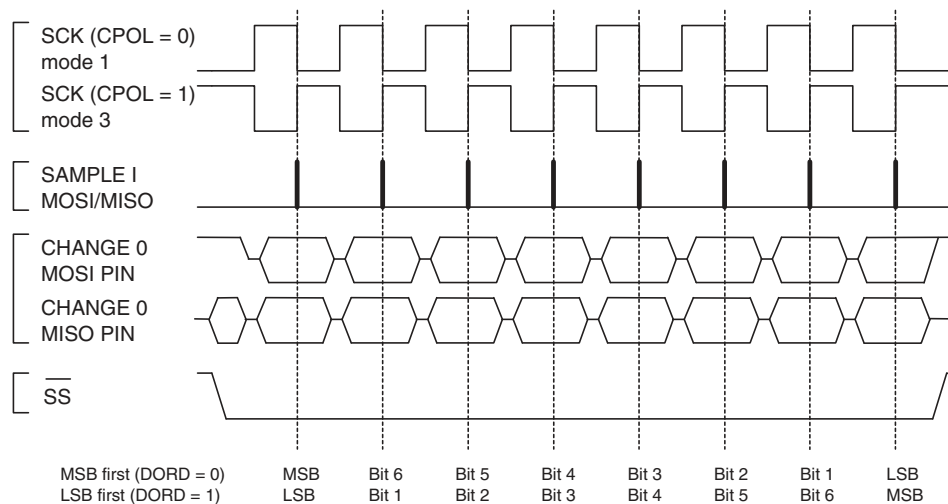 SCK (CPOL = 0)
mode 1
SCK (CPOL = 1)
mode 3
SAMPLE I
MOSI/MISO
CHANGE 0
MOSI PIN
CHANGE 0
MISO PIN
SS
MSB first (DORD = 0) MSB Bit 6 Bit 5 Bit 4 Bit 3 Bit 2 Bit 1 LSB
LSB first (DORD = 1) LSB Bit 1 Bit 2 Bit 3 Bit 4 Bit 5 Bit 6 MSB